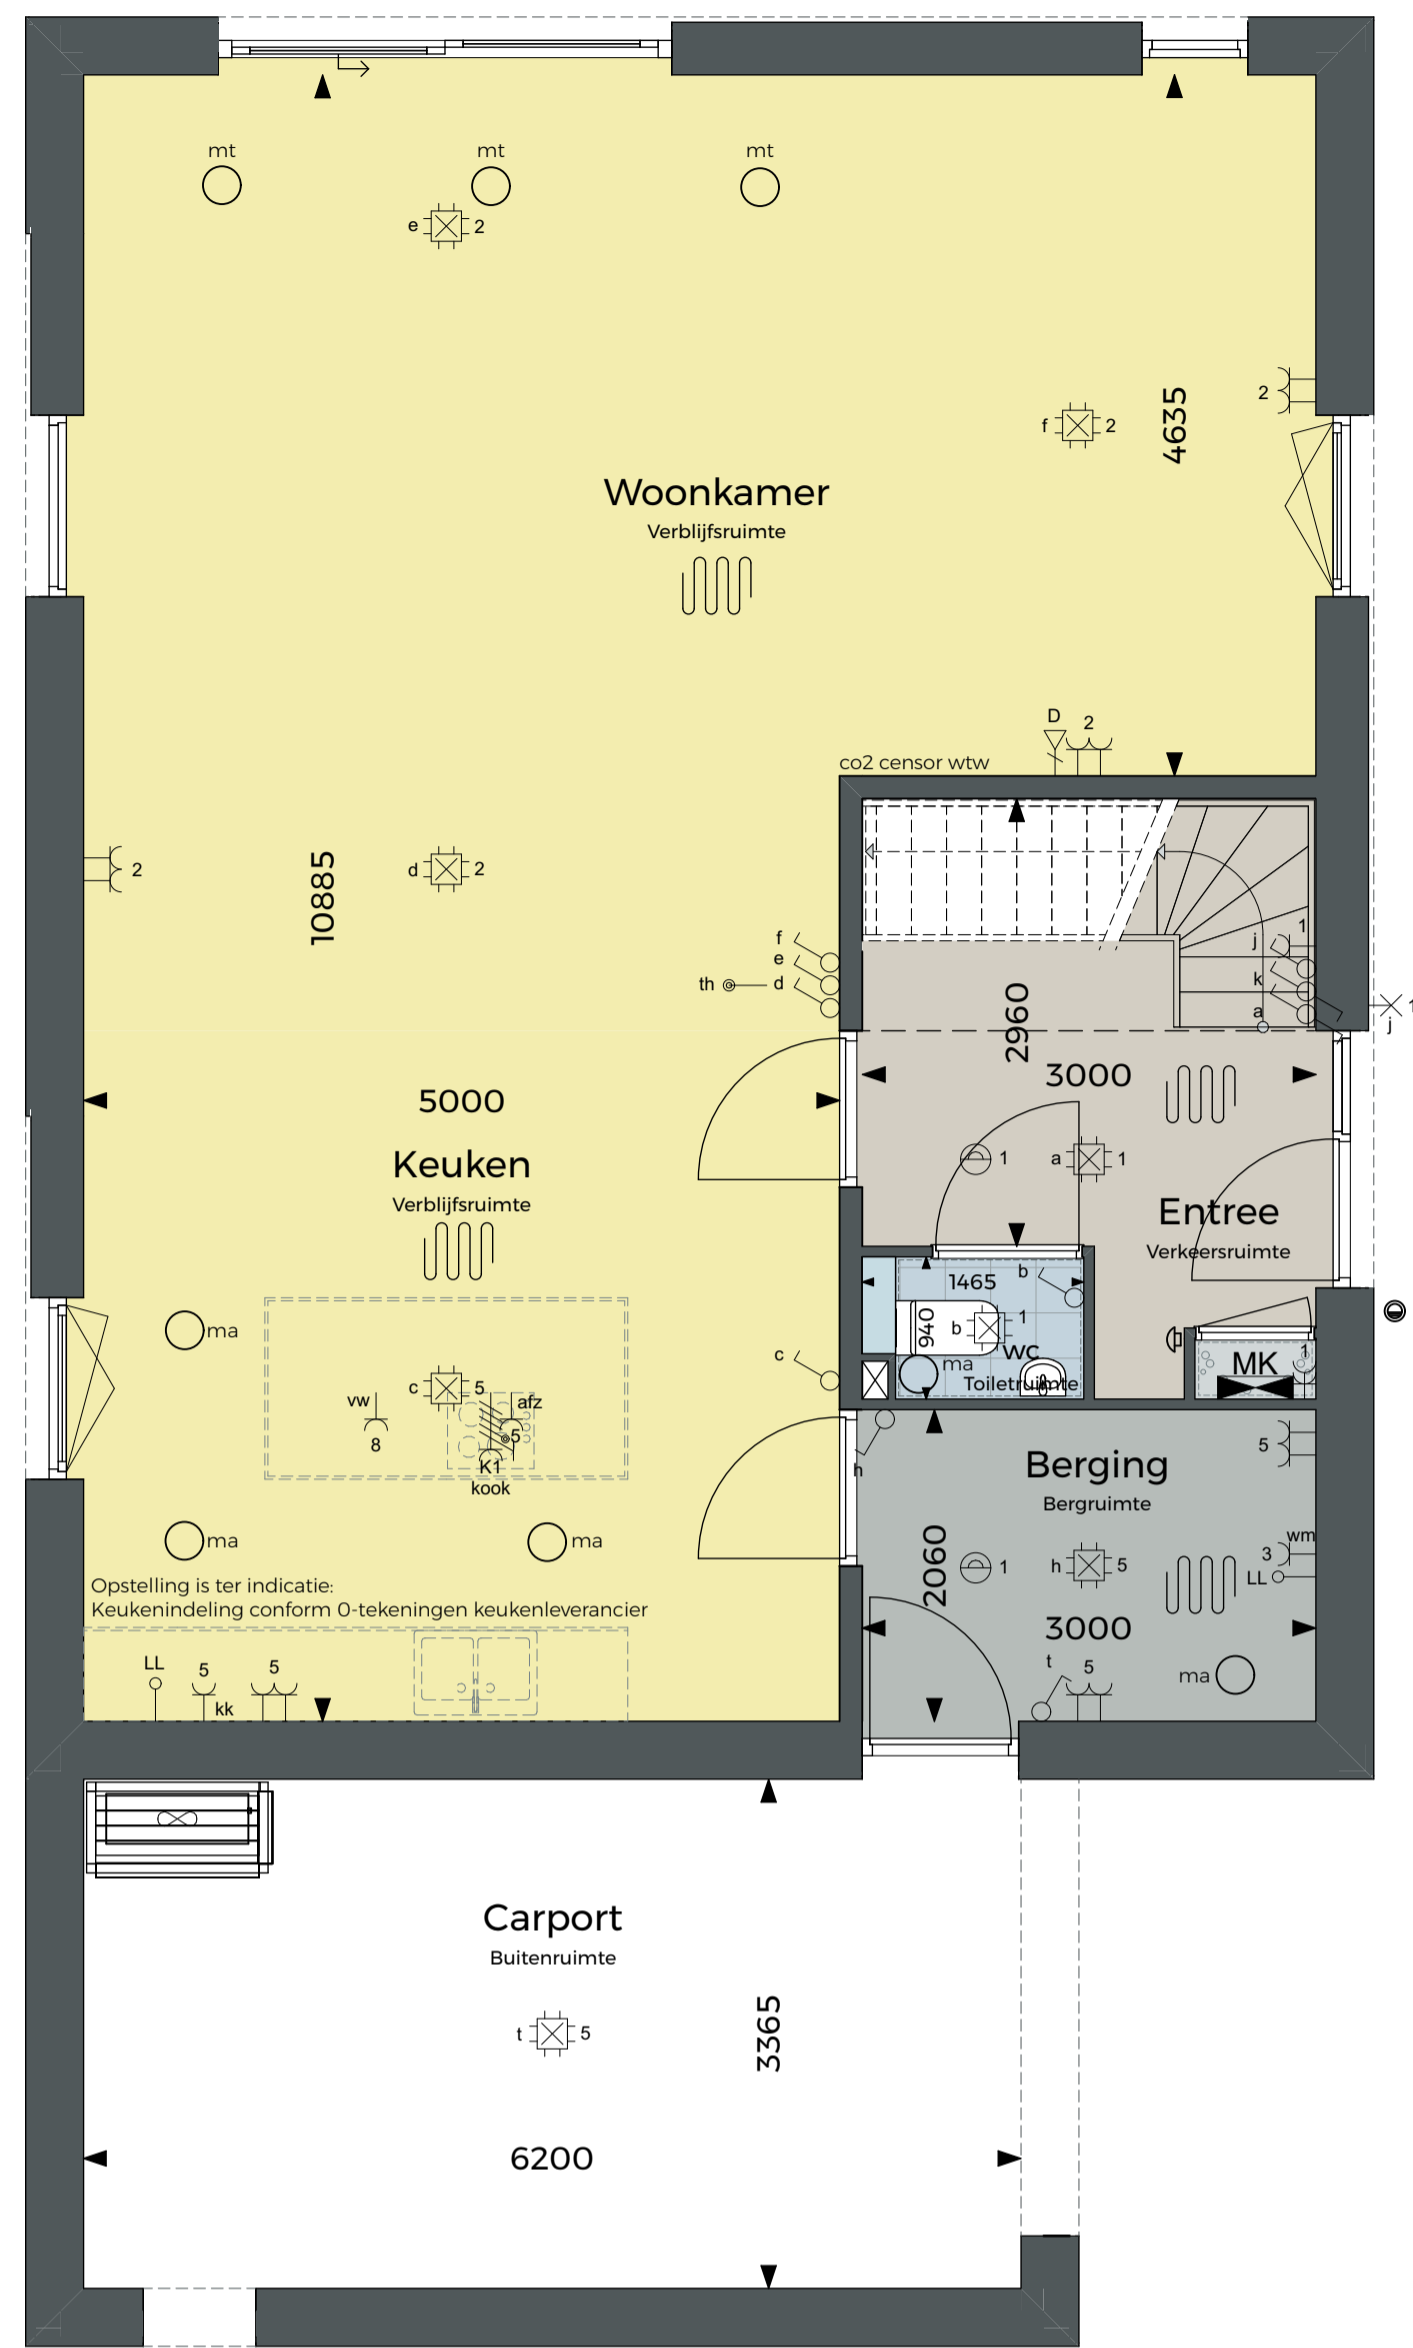 mt
mt
mt
e 2
2
f 2
4635
Woonkamer
Verblijfsruimte
D 2
co2 censor wtw
2
10885
d 2
f
e
th d
j 1
k
a
1
j
2960
3000
5000
Keuken
Verblijfsruimte
1
a 1
Entree
Verkeersruimte
1465
b
940
b 1
WC
ma
Toiletruimte
MK
1
ma
c
c 5
vw
8
afz
5
K1
kook
h
Berging
Bergruimte
5
wm
3
LL
2060
1
h 5
3000
ma
ma
Opstelling is ter indicatie:
Keukenindeling conform 0-tekeningen keukenleverancier
LL
5
kk
5
t 5
ma
Carport
Buitenruimte
t 5
3365
6200